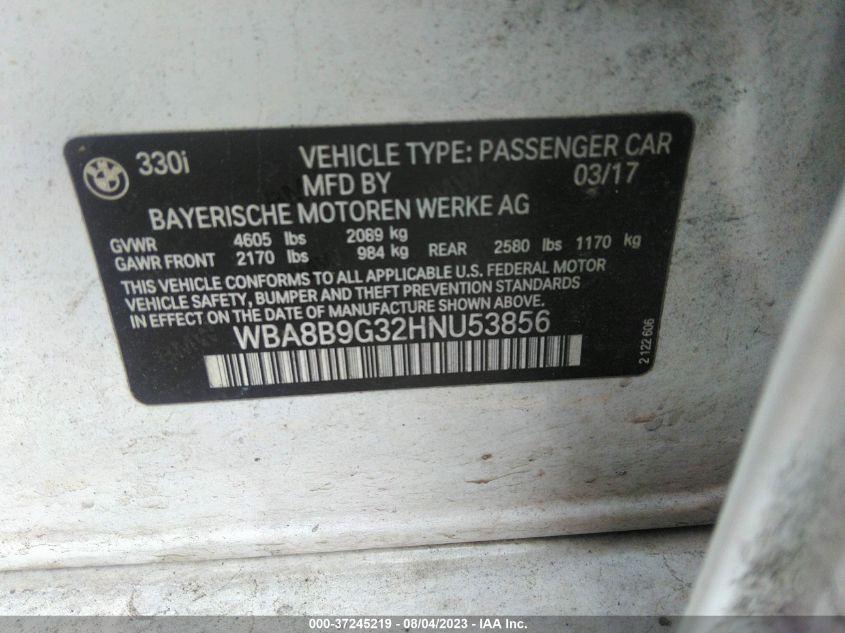 330i VEHICLE TYPE: PASSENGER CAR
MFD BY 03/17
BAYERISCHE MOTOREN WERKE AG
GVWR 4605 lbs 2089 kg
GAWR FRONT 2170 lbs 984 kg REAR 2580 lbs 1170 kg
THIS VEHICLE CONFORMS TO ALL APPLICABLE U.S. FEDERAL MOTOR
VEHICLE SAFETY, BUMPER AND THEFT PREVENTION STANDARDS
IN EFFECT ON THE DATE OF MANUFACTURE SHOWN ABOVE.
WBA8B9G32HNU53856
2 122 606
000-37245219 - 08/04/2023 - IAA Inc.